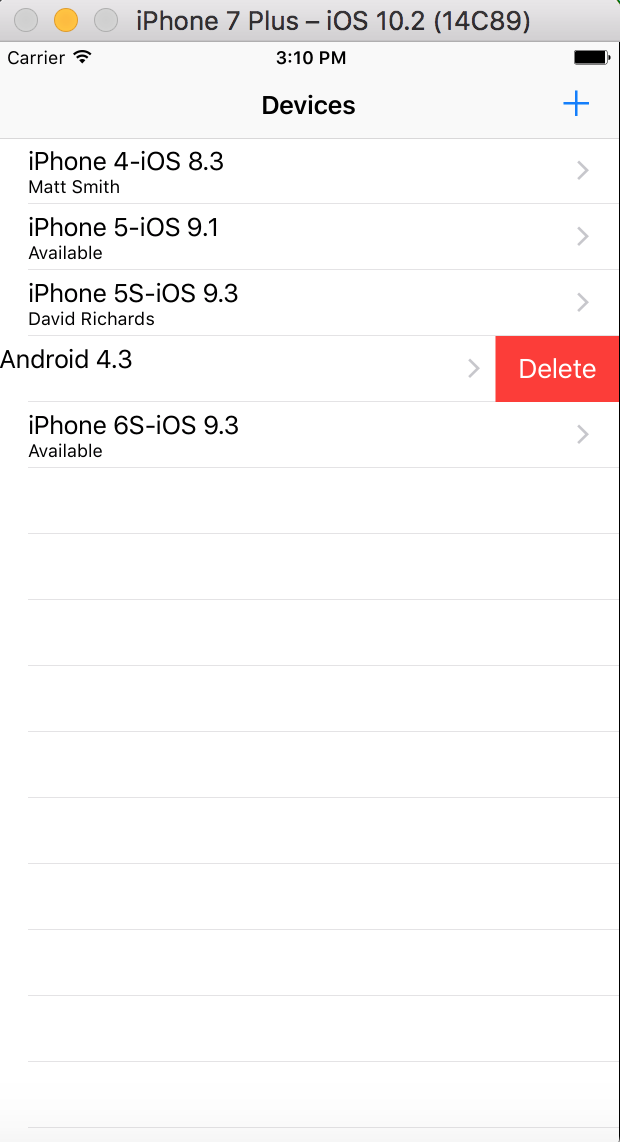 iPhone 7 Plus – iOS 10.2 (14C89)
Carrier 3:10 PM
Devices +
iPhone 4-iOS 8.3
Matt Smith
iPhone 5-iOS 9.1
Available
iPhone 5S-iOS 9.3
David Richards
Android 4.3 Delete
iPhone 6S-iOS 9.3
Available